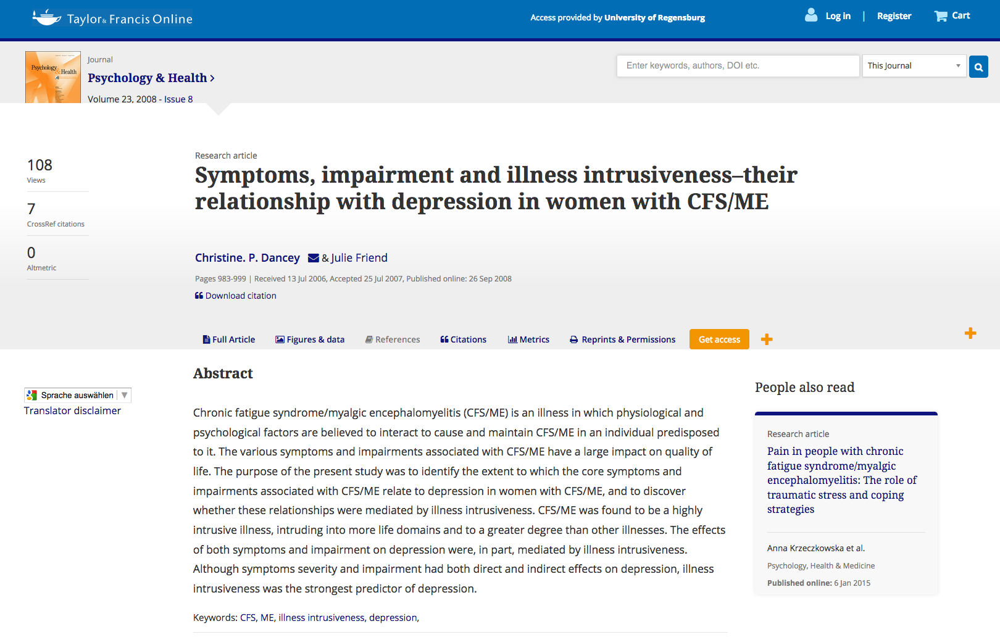 Taylor & Francis Online
Access provided by University of Regensburg
Log in | Register
Cart
Psychology & Health
Journal
Psychology & Health
Volume 23, 2008 - Issue 8
Enter keywords, authors, DOI etc.
This Journal
108
Views
7
CrossRef citations
0
Altmetric
Research article
Symptoms, impairment and illness intrusiveness–their
relationship with depression in women with CFS/ME
Christine. P. Dancey & Julie Friend
Pages 983-999 | Received 13 Jul 2006, Accepted 25 Jul 2007, Published online: 26 Sep 2008
Download citation
Full Article
Figures & data
References
Citations
Metrics
Reprints & Permissions
Get access
Sprache auswählen
Translator disclaimer
Abstract
Chronic fatigue syndrome/myalgic encephalomyelitis (CFS/ME) is an illness in which physiological and
psychological factors are believed to interact to cause and maintain CFS/ME in an individual predisposed
to it. The various symptoms and impairments associated with CFS/ME have a large impact on quality of
life. The purpose of the present study was to identify the extent to which the core symptoms and
impairments associated with CFS/ME relate to depression in women with CFS/ME, and to discover
whether these relationships were mediated by illness intrusiveness. CFS/ME was found to be a highly
intrusive illness, intruding into more life domains and to a greater degree than other illnesses. The effects
of both symptoms and impairment on depression were, in part, mediated by illness intrusiveness.
Although symptoms severity and impairment had both direct and indirect effects on depression, illness
intrusiveness was the strongest predictor of depression.
Keywords: CFS, ME, illness intrusiveness, depression,
People also read
Research article
Pain in people with chronic
fatigue syndrome/myalgic
encephalomyelitis: The role of
traumatic stress and coping
strategies
Anna Krzeczkowska et al.
Psychology, Health & Medicine
Published online: 6 Jan 2015